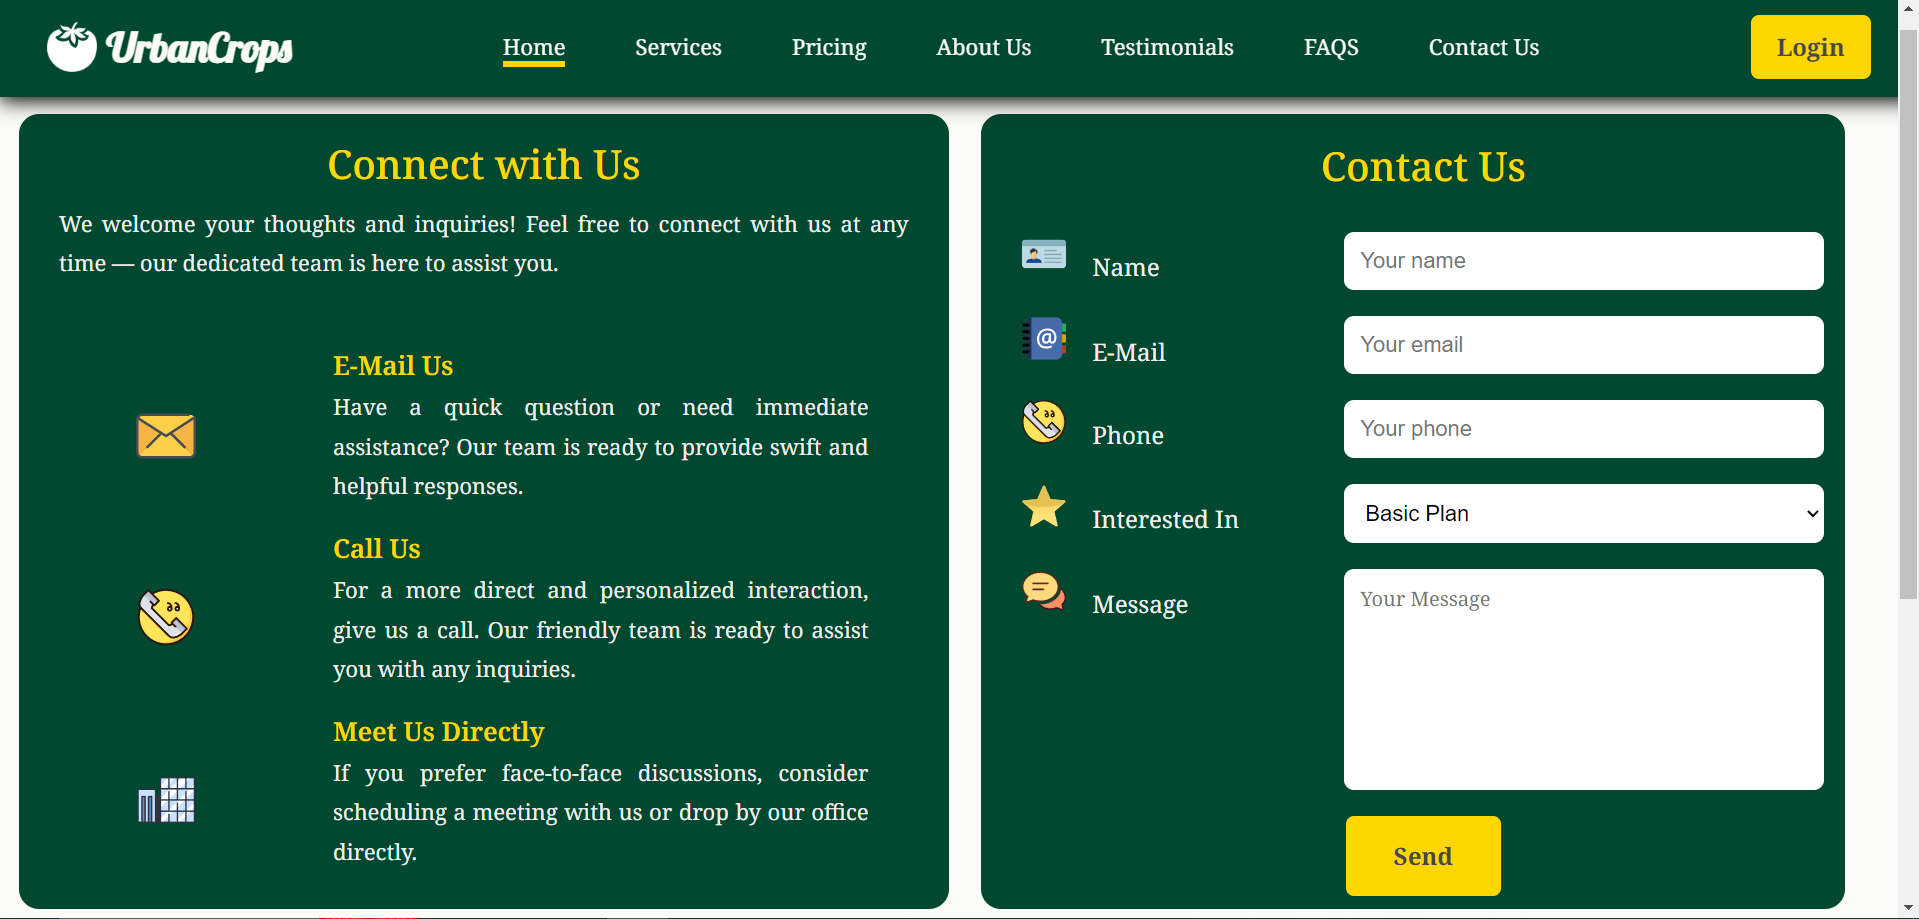 UrbanCrops
Home Services Pricing About Us Testimonials FAQS Contact Us Login
Connect with Us
We welcome your thoughts and inquiries! Feel free to connect with us at any
time — our dedicated team is here to assist you.
E-Mail Us
Have a quick question or need immediate
assistance? Our team is ready to provide swift and
helpful responses.
Call Us
For a more direct and personalized interaction,
give us a call. Our friendly team is ready to assist
you with any inquiries.
Meet Us Directly
If you prefer face-to-face discussions, consider
scheduling a meeting with us or drop by our office
directly.
Contact Us
Name Your name
@
E-Mail Your email
Phone Your phone
Interested In Basic Plan
Message Your Message
Send